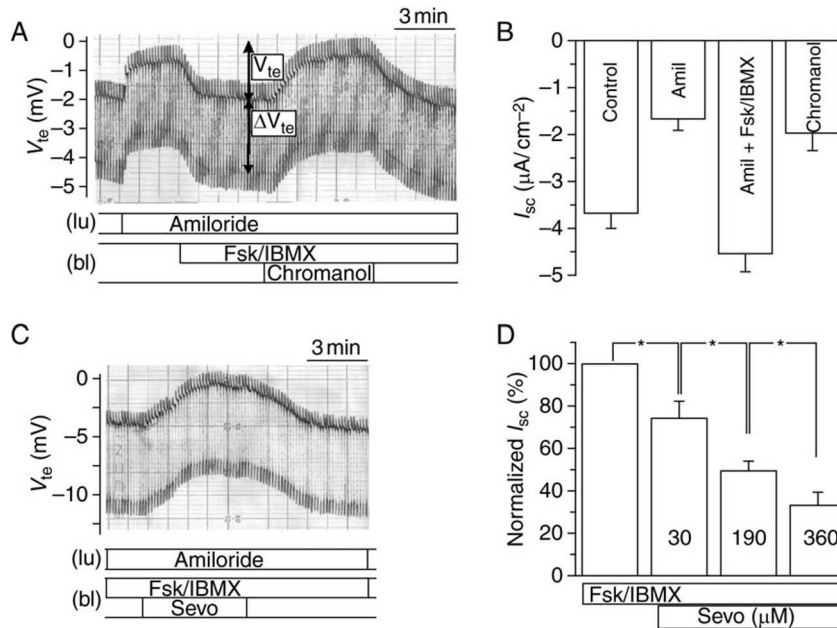 A
3 min
0
−1
−2
−3
−4
−5
V_te (mV)
V_te
ΔV_te
(lu)
Amiloride
(bl)
Fsk/IBMX
Chromanol
B
0
−1
−2
−3
−4
−5
I_sc (µA/cm−2)
Control
Amil
Amil + Fsk/IBMX
Chromanol
C
3 min
0
−5
−10
V_te (mV)
(lu)
Amiloride
(bl)
Fsk/IBMX
Sevo
D
* * *
100
80
60
40
20
0
Normalized I_sc (%)
30 190 360
Fsk/IBMX
Sevo (µM)